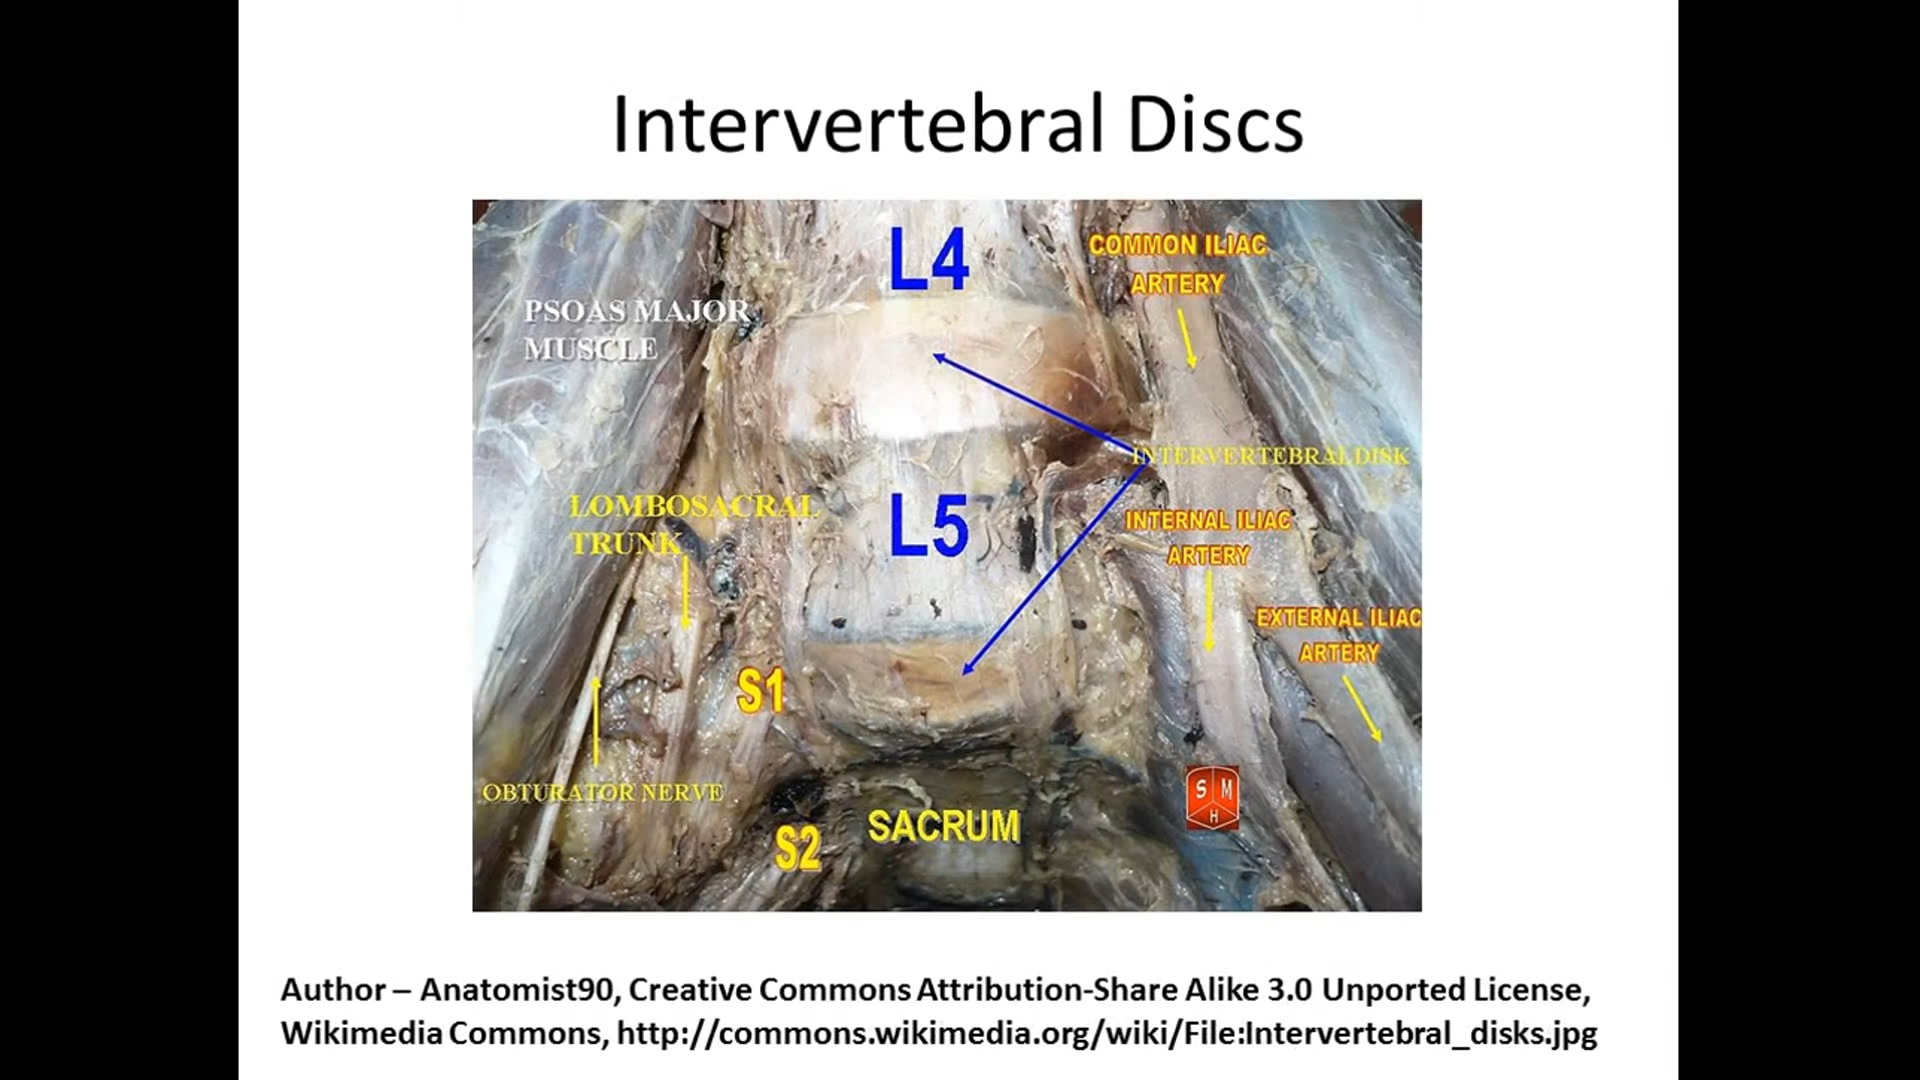 Intervertebral Discs
L4
COMMON ILIAC
ARTERY
PSOAS MAJOR
MUSCLE
INTERVERTEBRAL DISK
LOMBOSACRAL
TRUNK
L5
INTERNAL ILIAC
ARTERY
EXTERNAL ILIAC
ARTERY
S1
OBTURATOR NERVE
S M
H
S2
SACRUM
Author – Anatomist90, Creative Commons Attribution-Share Alike 3.0 Unported License,
Wikimedia Commons, http://commons.wikimedia.org/wiki/File:Intervertebral_disks.jpg